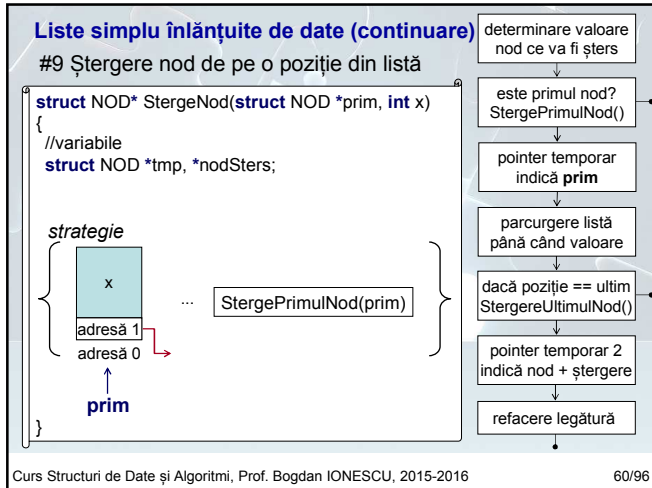 Liste simplu înlănțuite de date (continuare)
#9 Ștergere nod de pe o poziție din listă
struct NOD* StergeNod(struct NOD *prim, int x)
{
//variabile
struct NOD *tmp, *nodSters;
strategie
x
adresă 1
adresă 0
prim
...
StergePrimulNod(prim)
}
determinare valoare
nod ce va fi șters
este primul nod?
StergePrimulNod()
pointer temporar
indică prim
parcurgere listă
până când valoare
dacă poziție == ultim
StergereUltimulNod()
pointer temporar 2
indică nod + ștergere
refacere legătură
Curs Structuri de Date și Algoritmi, Prof. Bogdan IONESCU, 2015-2016
60/96